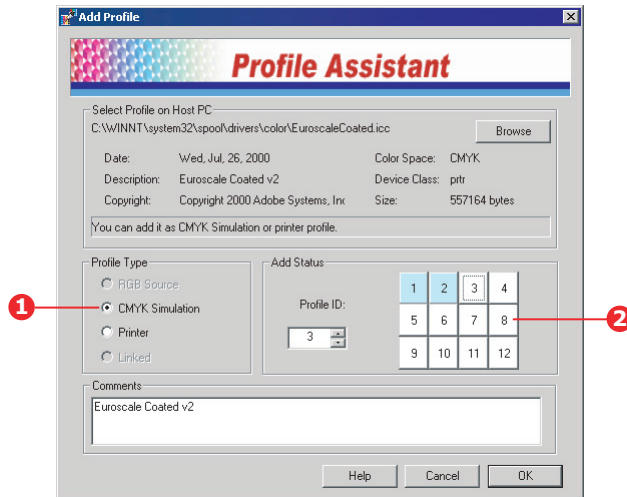 Add Profile
Profile Assistant
Select Profile on Host PC
C:\WINNT\system32\spool\drivers\color\EuroscaleCoated.icc
Browse
Date: Wed, Jul, 26, 2000 Color Space: CMYK
Description: Euroscale Coated v2 Device Class: prtr
Copyright: Copyright 2000 Adobe Systems, Inc Size: 557164 bytes
You can add it as CMYK Simulation or printer profile.
Profile Type
RGB Source
1
CMYK Simulation
Printer
Linked
Add Status
Profile ID:
3
1 2 3 4
5 6 7 8
9 10 11 12
2
Comments
Euroscale Coated v2
Help Cancel OK